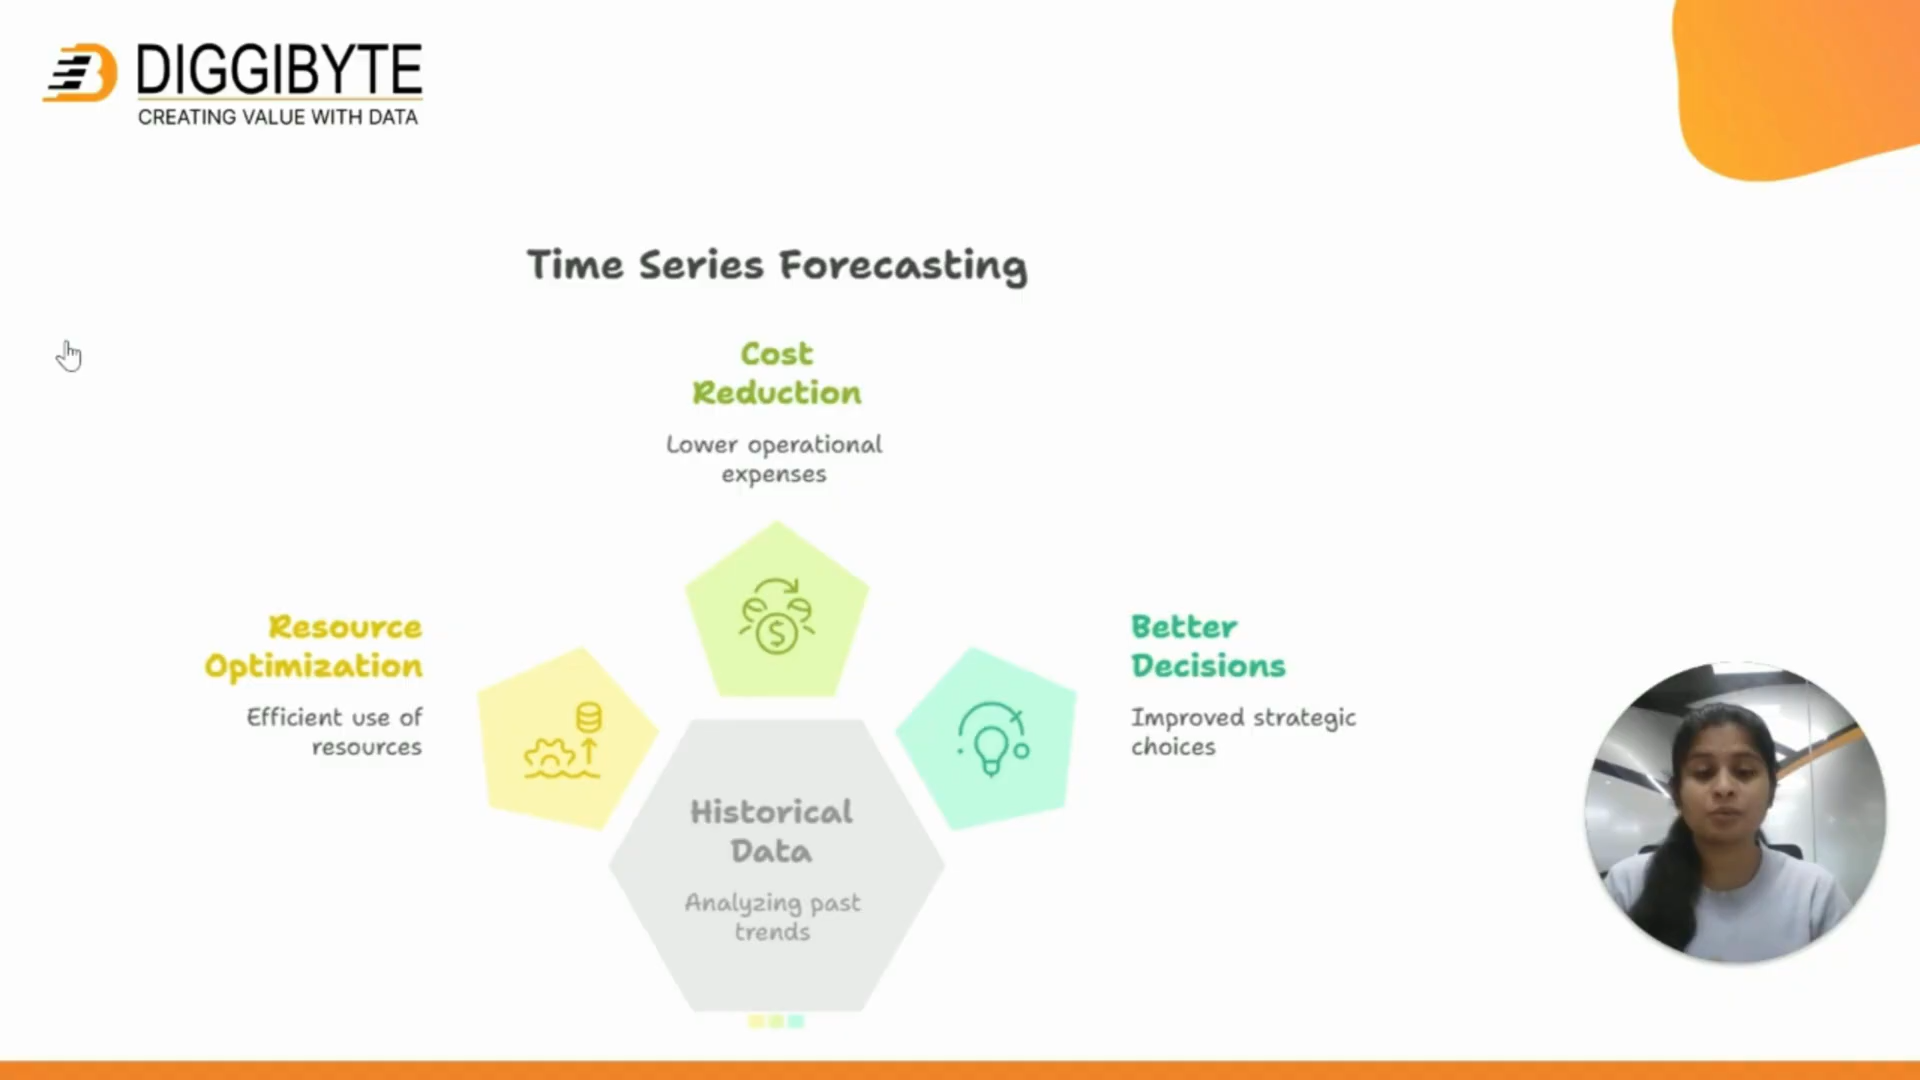 DIGGIBYTE
CREATING VALUE WITH DATA
Time Series Forecasting
Cost
Reduction
Lower operational
expenses
$
Resource
Optimization
Efficient use of
resources
Better
Decisions
Improved strategic
choices
Historical
Data
Analyzing past
trends